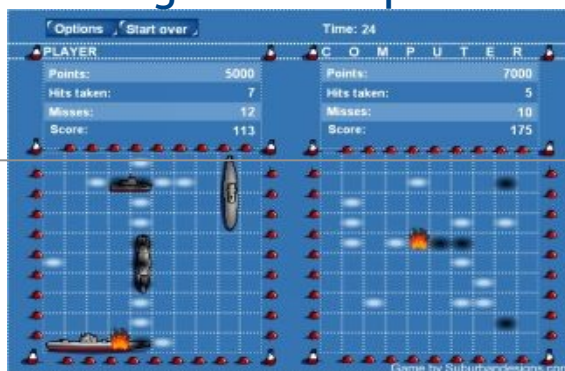 Options Start over Time: 24
PLAYER
Points: 5000
Hits taken: 7
Misses: 12
Score: 113
COMPUTER
Points: 7000
Hits taken: 5
Misses: 10
Score: 175
Game by Suburbandesigns.com